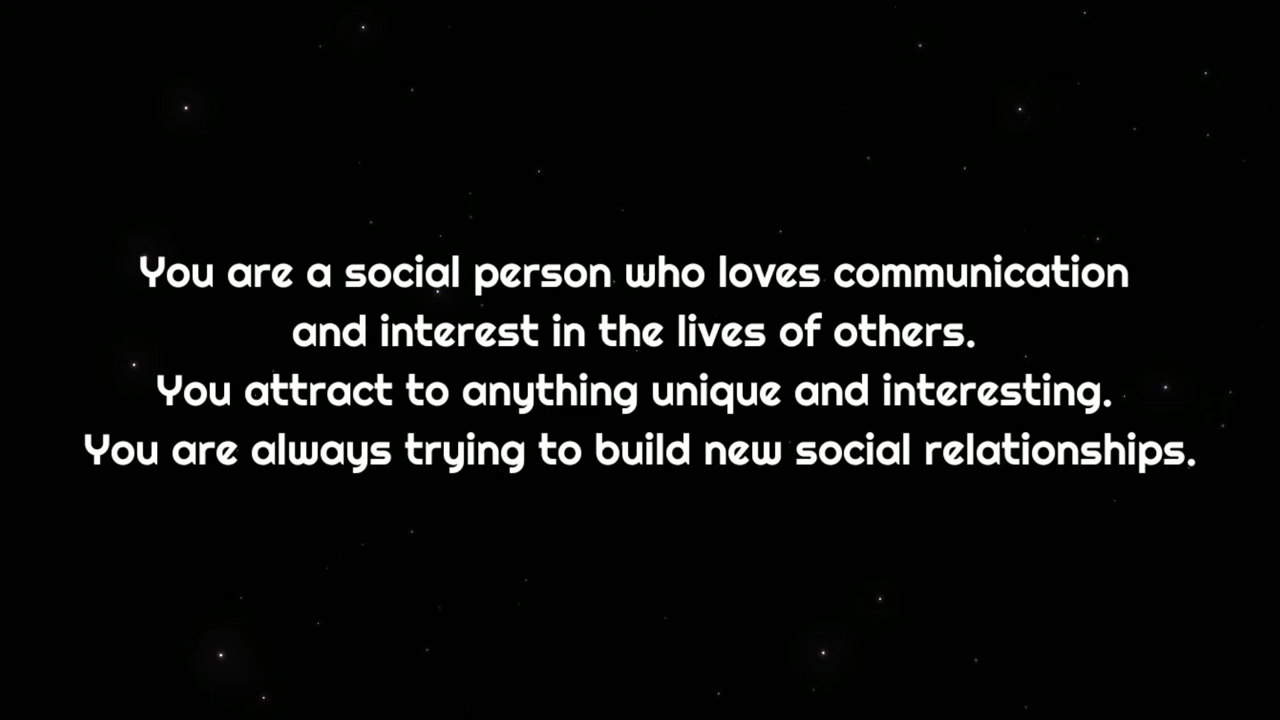 You are a social person who loves communication
and interest in the lives of others.
You attract to anything unique and interesting.
You are always trying to build new social relationships.